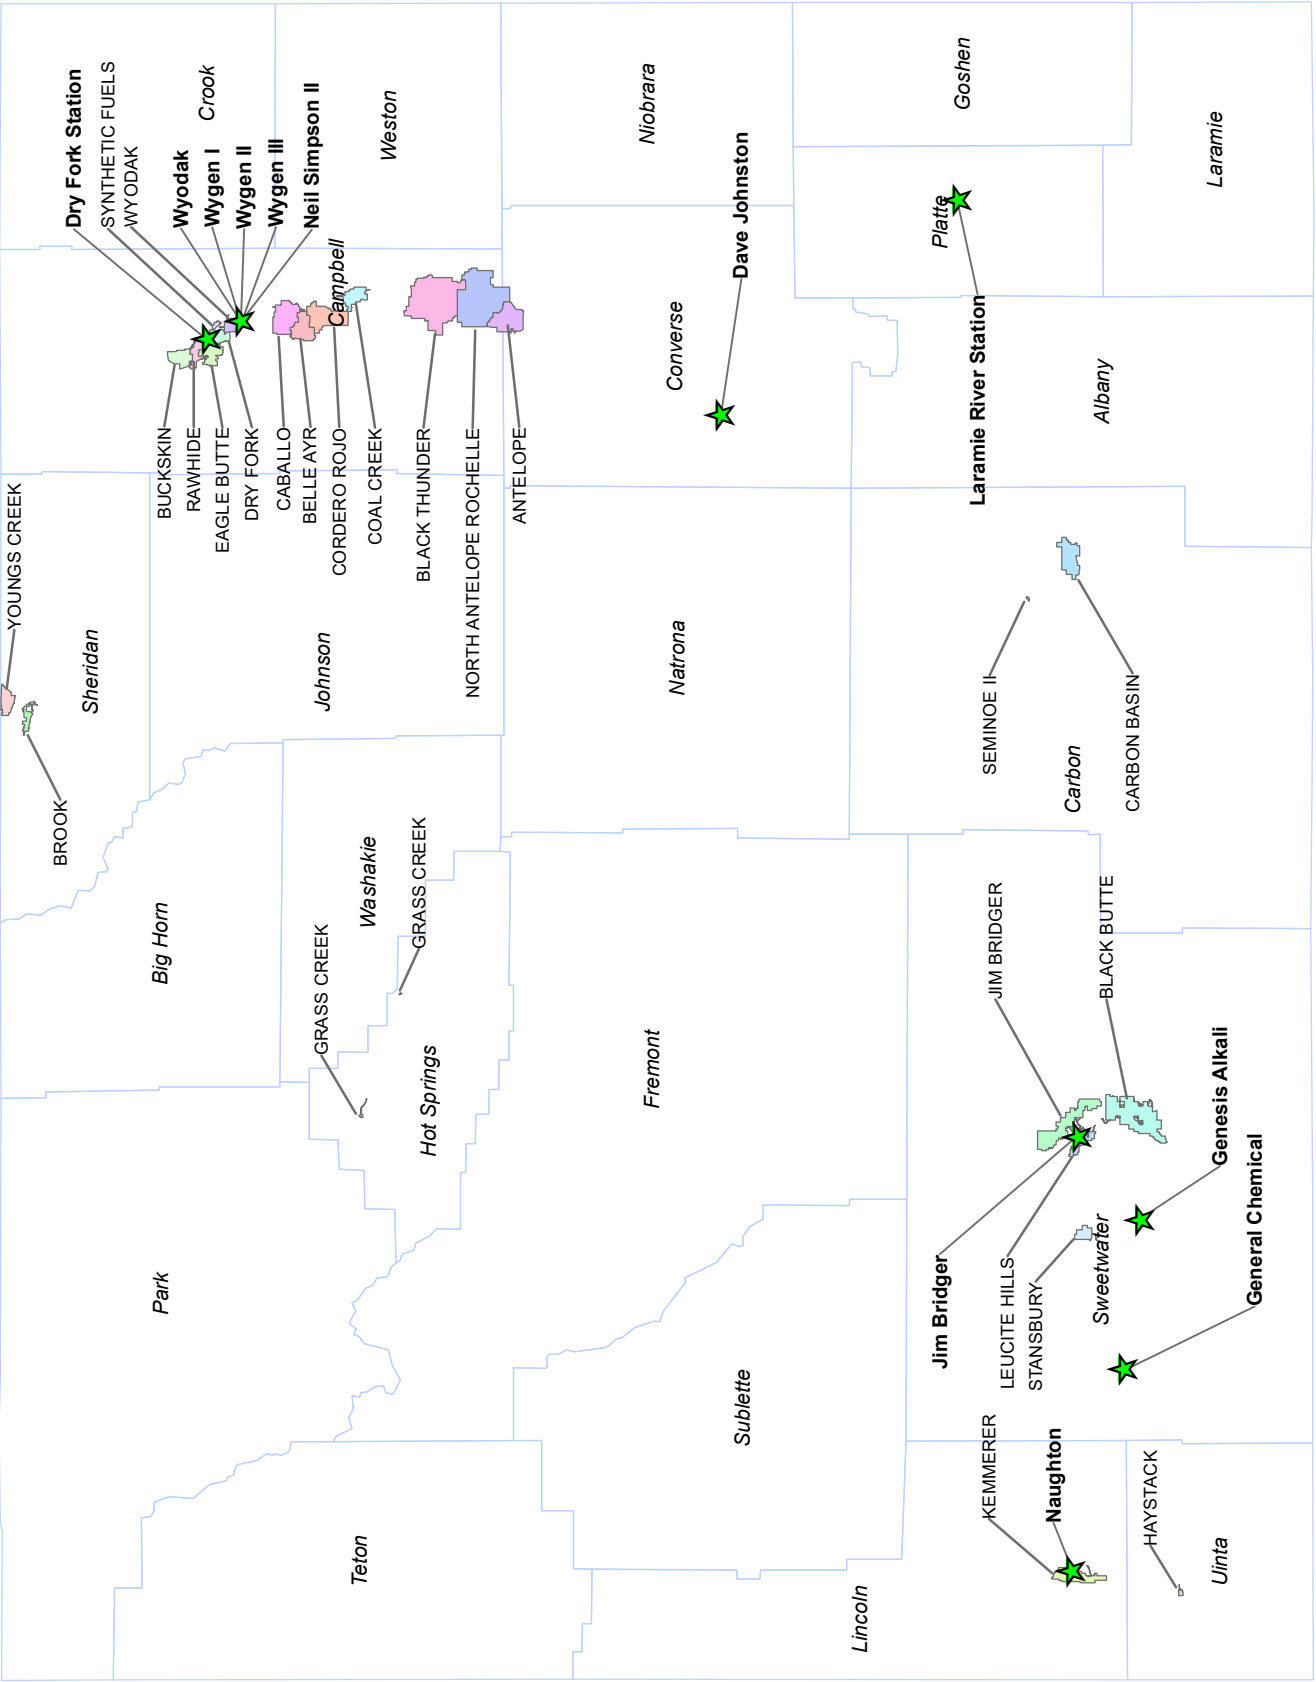 YOUNGS CREEK
BROOK
Sheridan
Big Horn
Park
Teton
Johnson
Washakie
Hot Springs
GRASS CREEK
GRASS CREEK
Dry Fork Station
SYNTHETIC FUELS
WYODAK
Wyodak
Wygen I
Wygen II
Wygen III
Neil Simpson II
Crook
Weston
Campbell
BUCKSKIN
RAWHIDE
EAGLE BUTTE
DRY FORK
CABALLO
BELLE AYR
CORDERO ROJO
COAL CREEK
BLACK THUNDER
NORTH ANTELOPE ROCHELLE
ANTELOPE
Niobrara
Converse
Dave Johnston
Natrona
Fremont
Sublette
Lincoln
Goshen
Platte
Laramie River Station
Laramie
Albany
SEMINOE II
Carbon
CARBON BASIN
JIM BRIDGER
BLACK BUTTE
Jim Bridger
LEUCITE HILLS
STANSBURY
Sweetwater
Genesis Alkali
General Chemical
KEMMERER
Naughton
HAYSTACK
Uinta